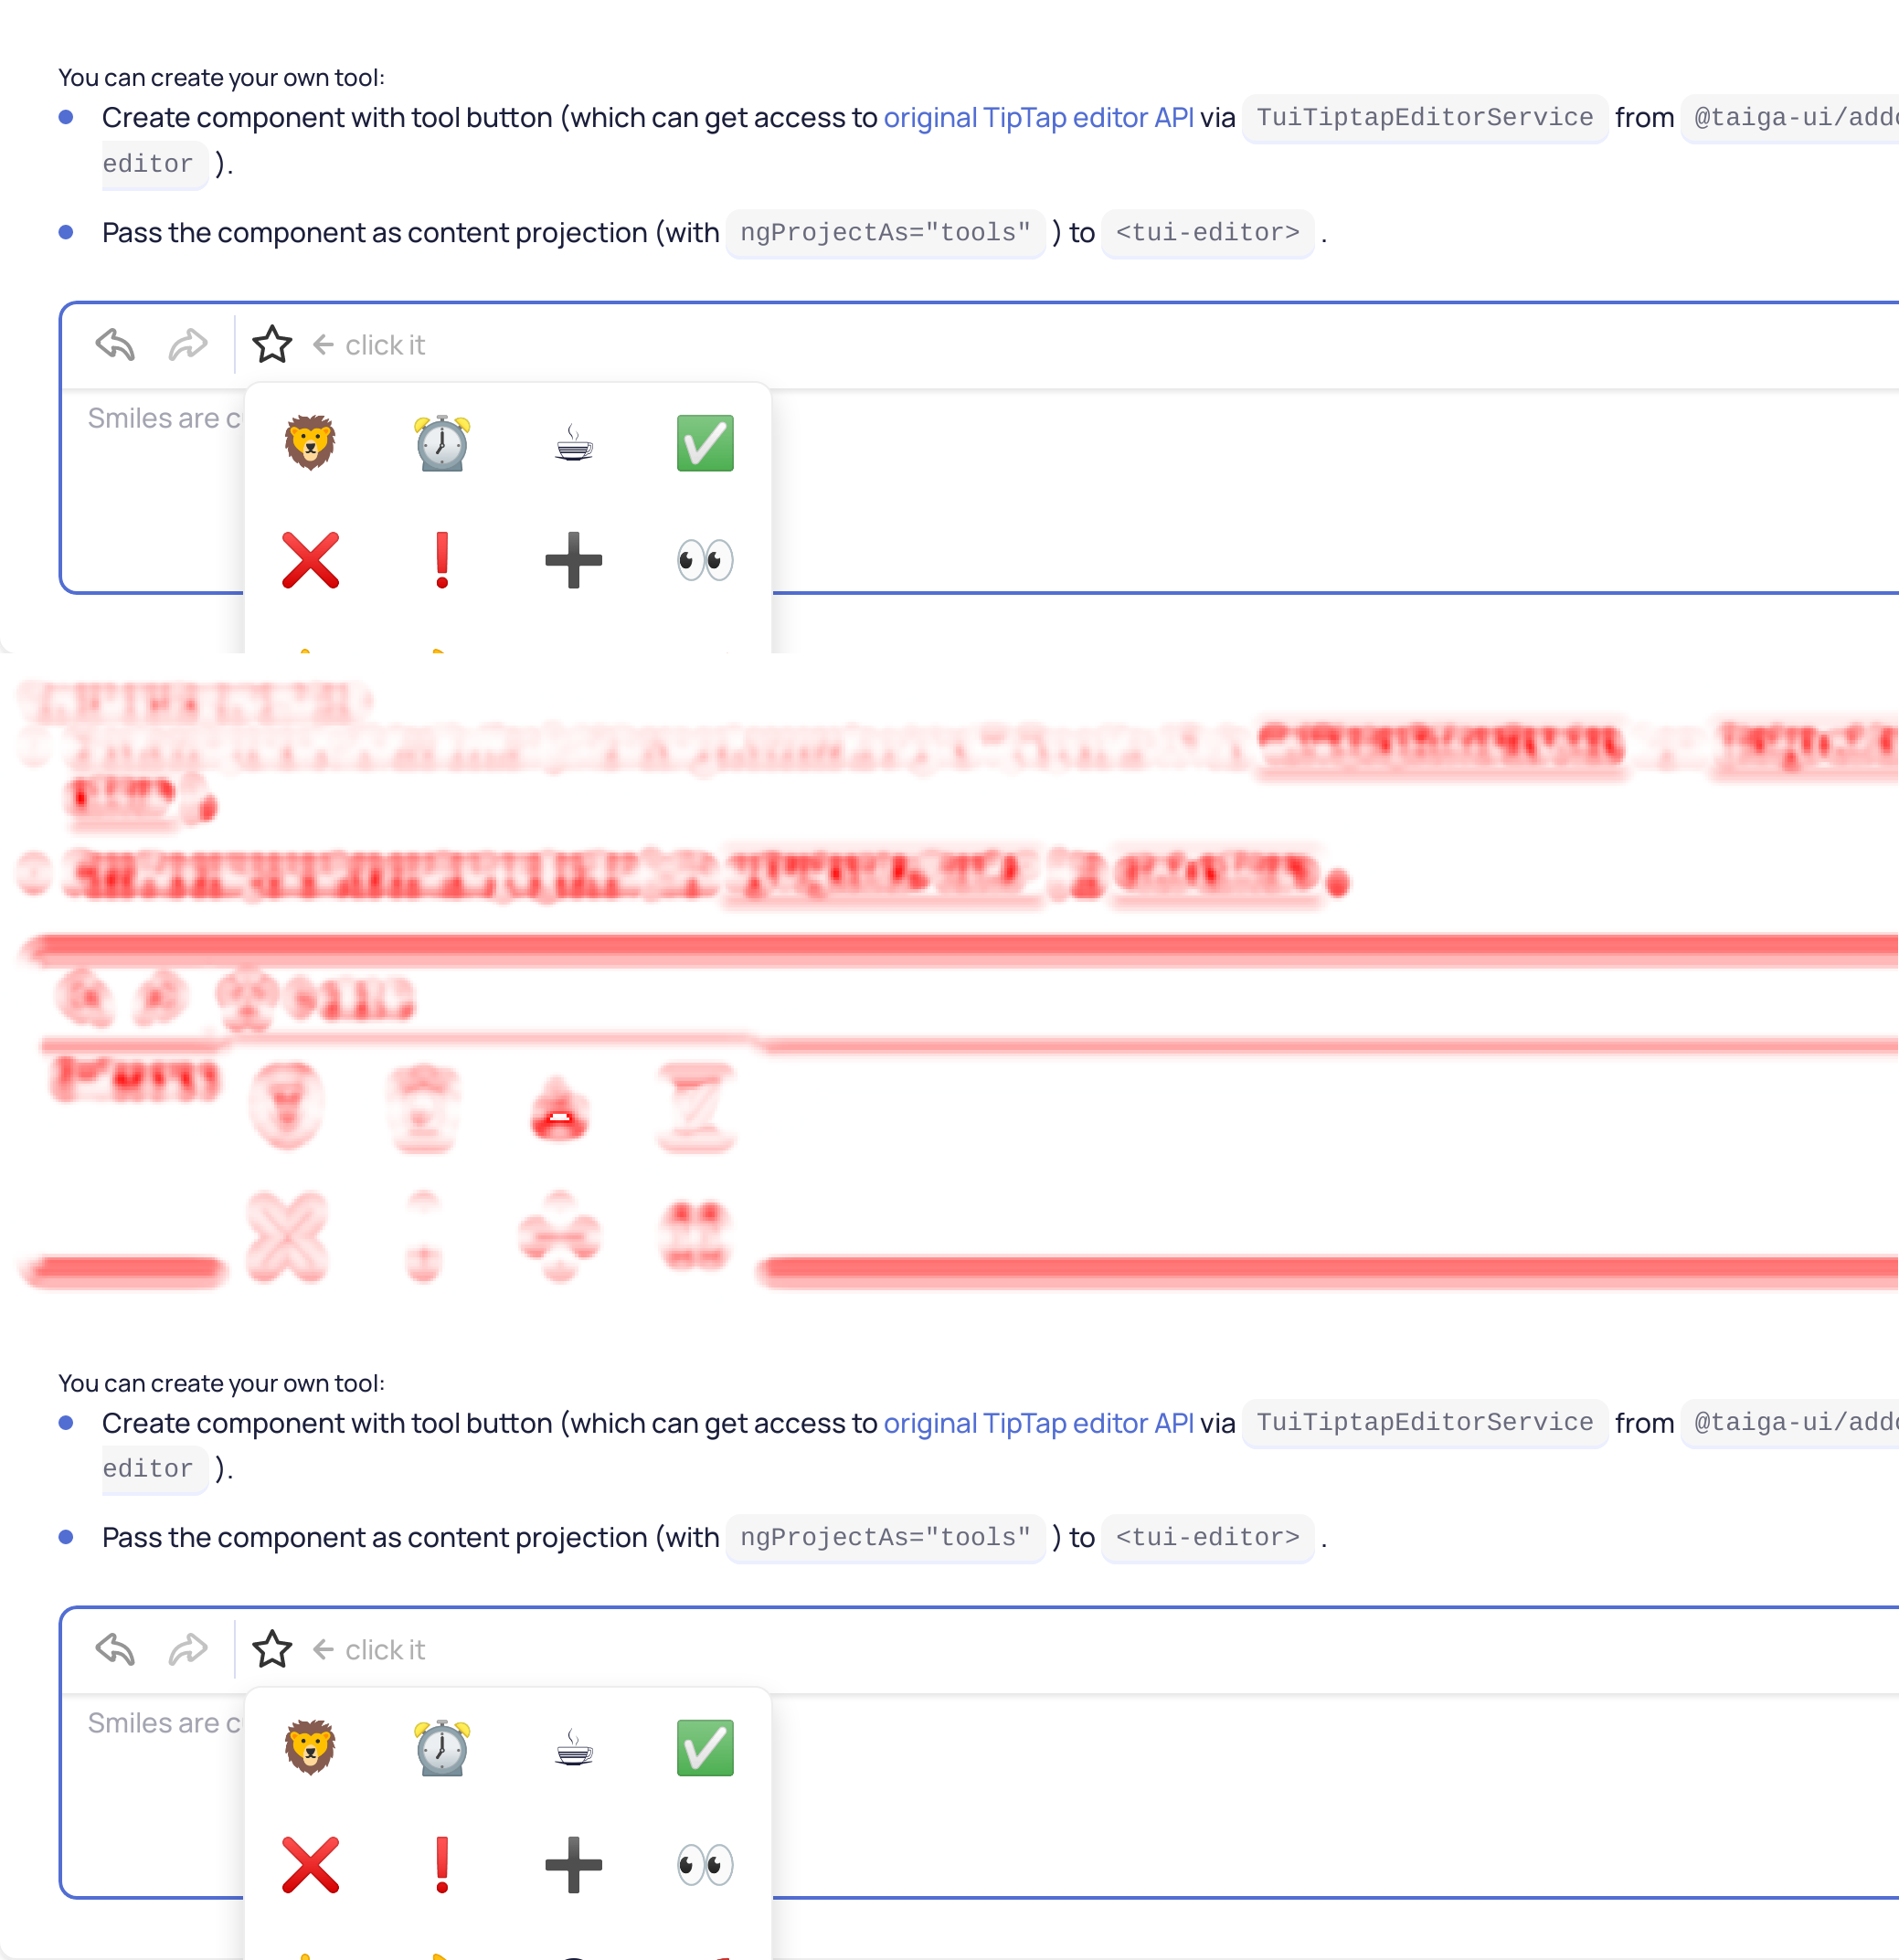 You can create your own tool:
Create component with tool button (which can get access to original TipTap editor API via TuiTiptapEditorService from @taiga-ui/add
editor ).
Pass the component as content projection (with ngProjectAs="tools" ) to <tui-editor> .
← click it
Smiles are c
You can create your own tool:
Create component with tool button (which can get access to original TipTap editor API via TuiTiptapEditorService from @taiga-ui/add
editor ).
Pass the component as content projection (with ngProjectAs="tools" ) to <tui-editor> .
← click it
Smiles are c